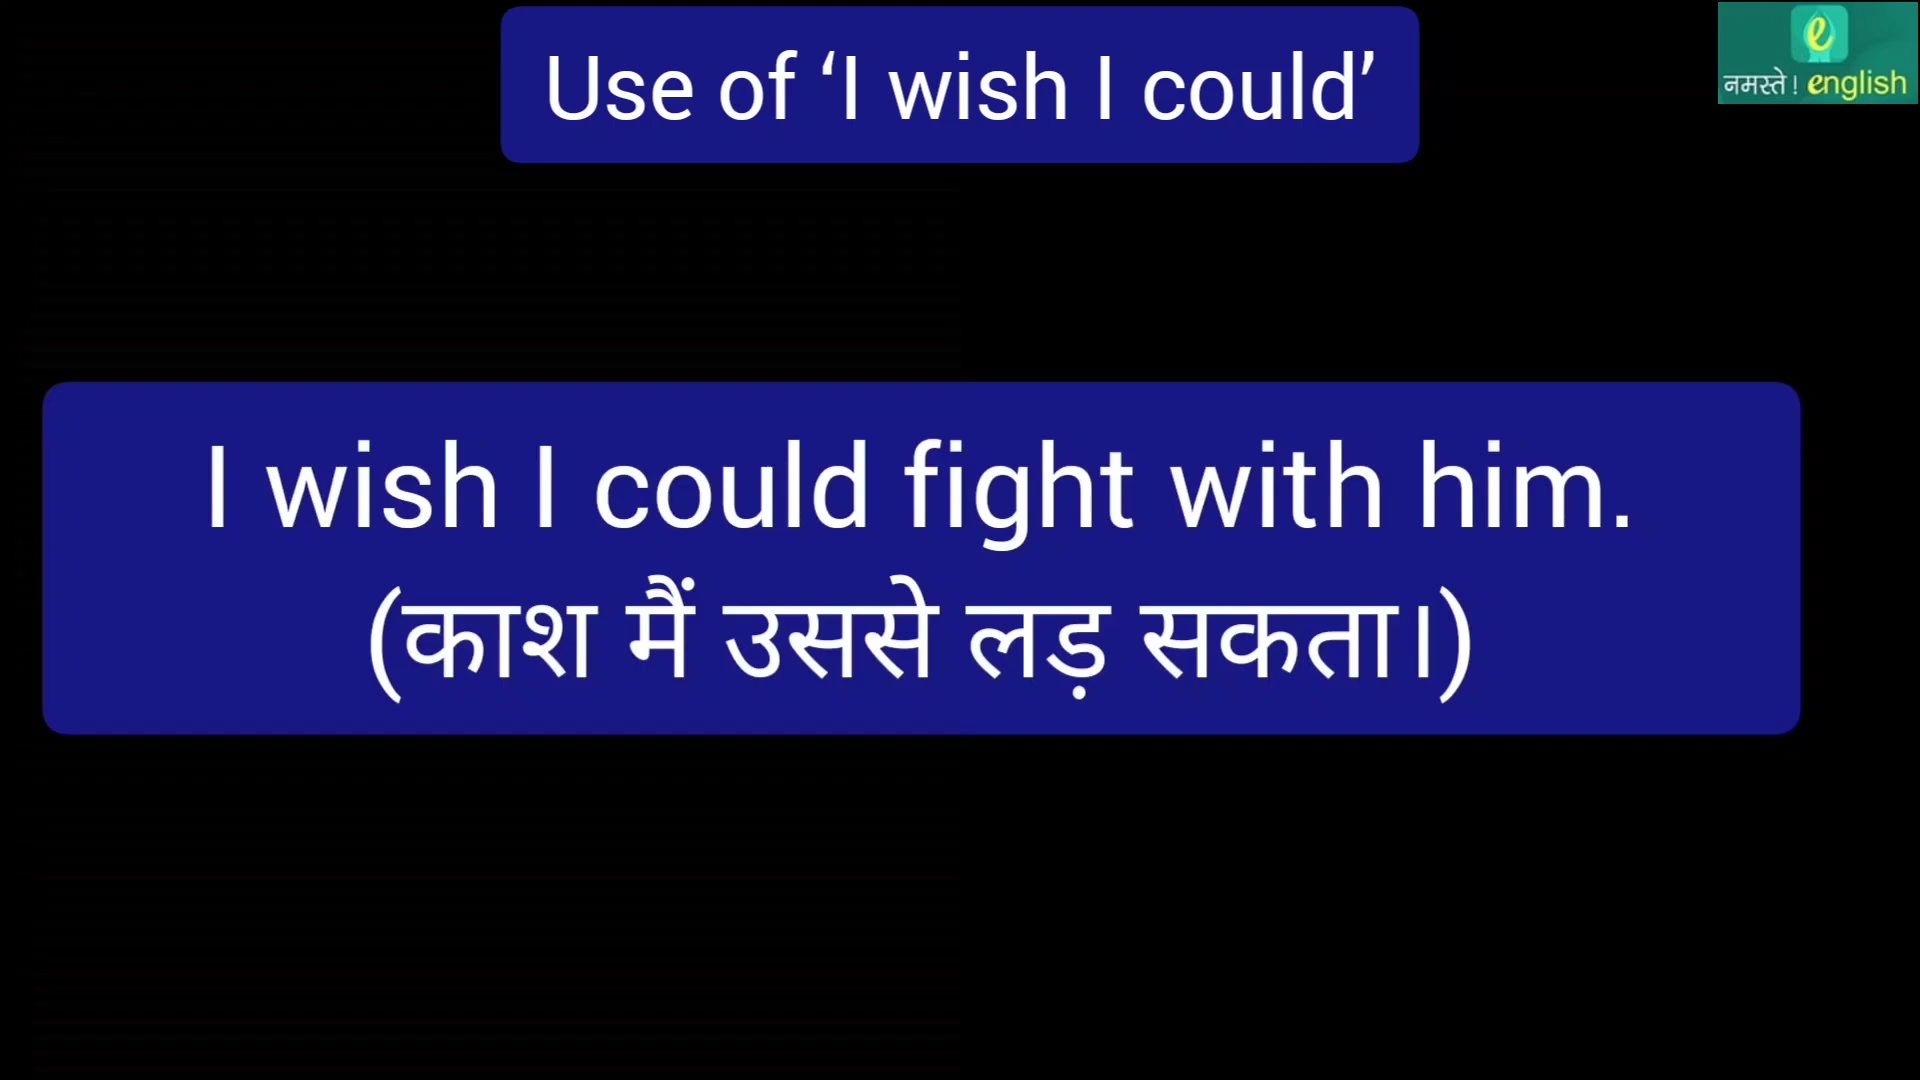 Use of ‘I wish I could’
e
नमस्ते ! english
I wish I could fight with him.
(काश मैं उससे लड़ सकता।)